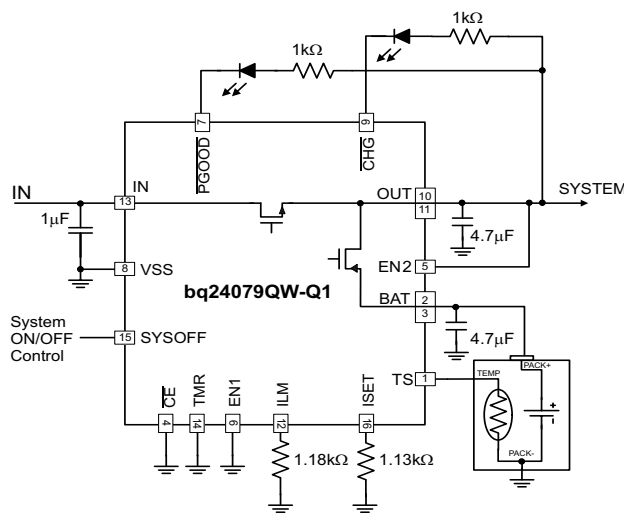 1kΩ
1kΩ
7
9
PGOOD
CHG
IN
IN
13
OUT
10
11
SYSTEM
1μF
4.7μF
8
VSS
EN2
5
bq24079QW-Q1
BAT
2
3
System
ON/OFF
Control
15
SYSOFF
4.7μF
TS
1
TEMP
PACK+
+
-
PACK-
CE
TMR
EN1
ILM
ISET
4
14
6
12
16
1.18kΩ
1.13kΩ